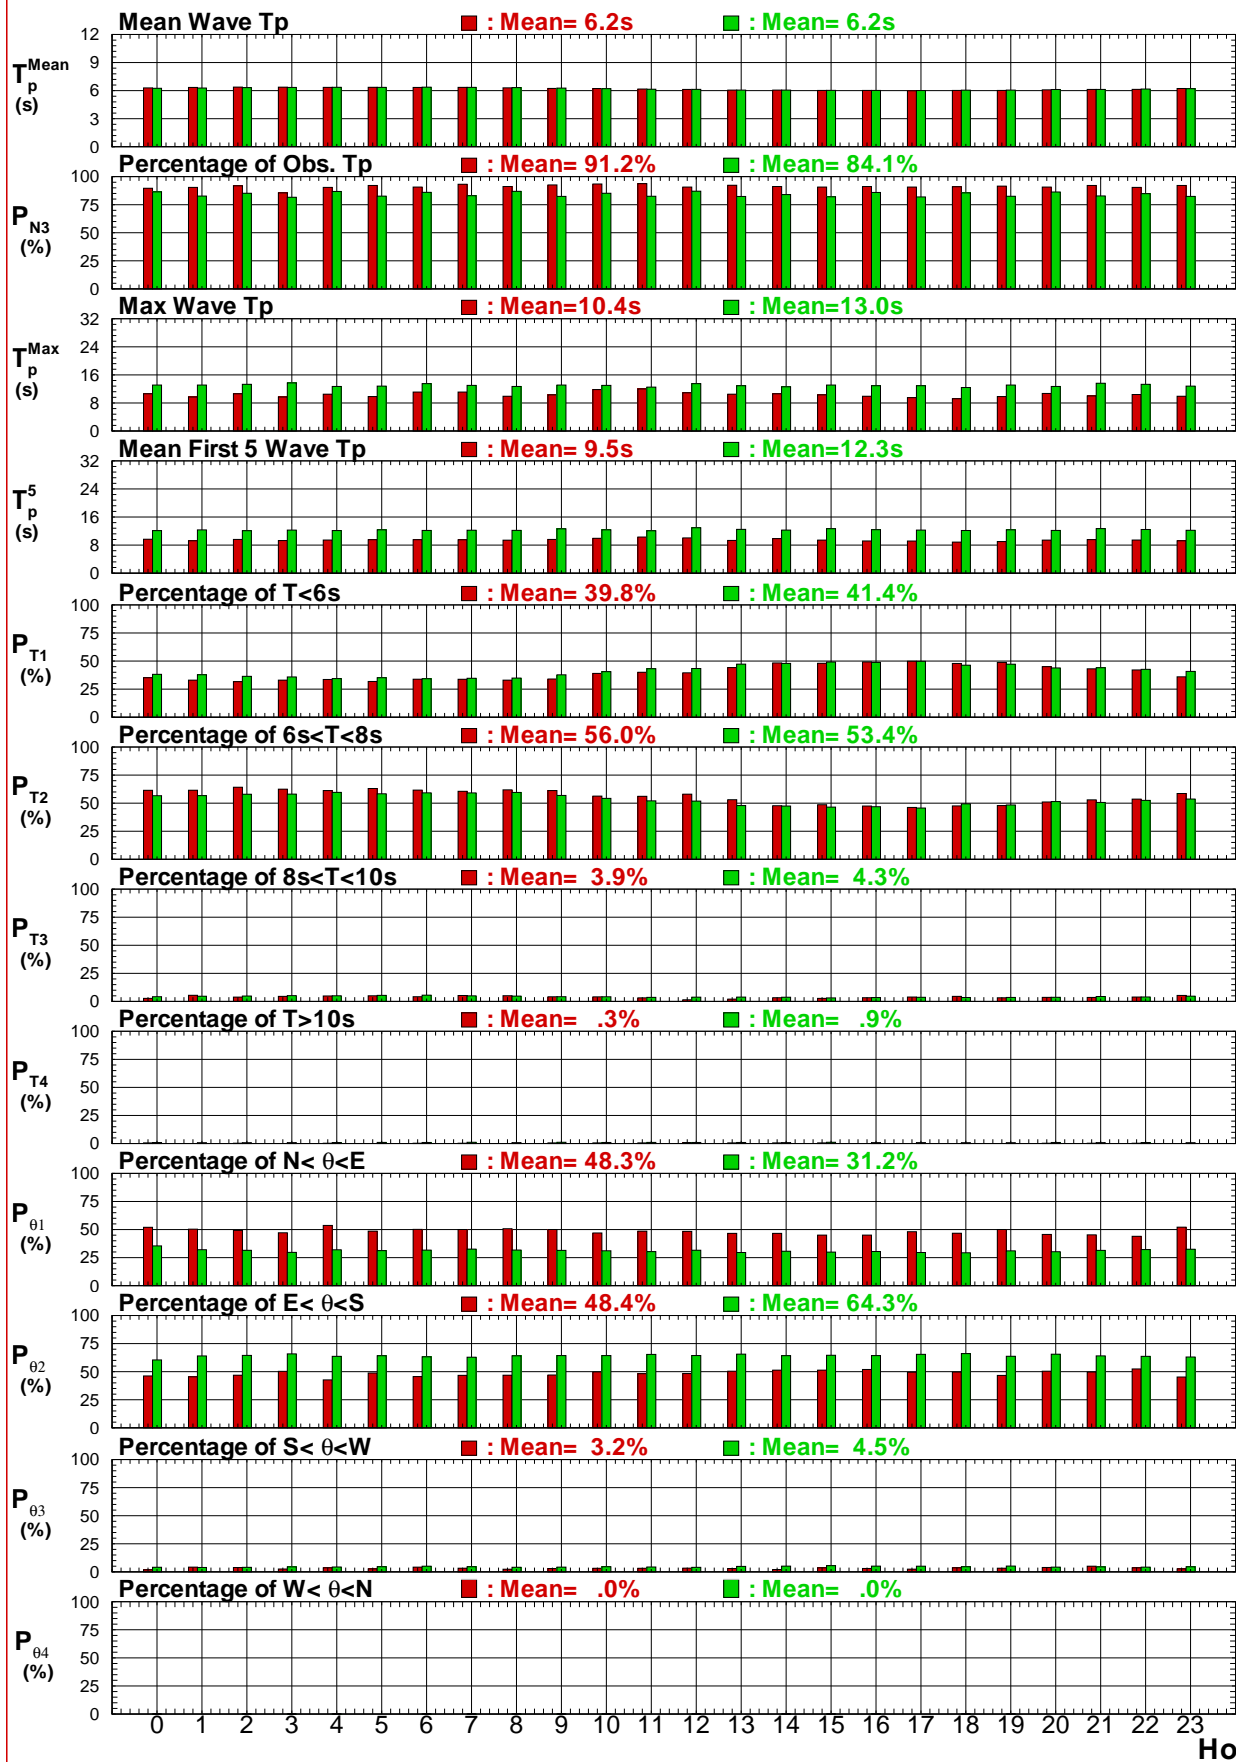 Mean Wave Tp : Mean= 6.2s : Mean= 6.2s
12
9
6
3
0
T_p^Mean
(s)
Percentage of Obs. Tp : Mean= 91.2% : Mean= 84.1%
100
75
50
25
0
P_N3
(%)
Max Wave Tp : Mean=10.4s : Mean=13.0s
32
24
16
8
0
T_p^Max
(s)
Mean First 5 Wave Tp : Mean= 9.5s : Mean=12.3s
32
24
16
8
0
T_p^5
(s)
Percentage of T<6s : Mean= 39.8% : Mean= 41.4%
100
75
50
25
0
P_T1
(%)
Percentage of 6s<T<8s : Mean= 56.0% : Mean= 53.4%
100
75
50
25
0
P_T2
(%)
Percentage of 8s<T<10s : Mean= 3.9% : Mean= 4.3%
100
75
50
25
0
P_T3
(%)
Percentage of T>10s : Mean= .3% : Mean= .9%
100
75
50
25
0
P_T4
(%)
Percentage of N< θ<E : Mean= 48.3% : Mean= 31.2%
100
75
50
25
0
P_θ1
(%)
Percentage of E< θ<S : Mean= 48.4% : Mean= 64.3%
100
75
50
25
0
P_θ2
(%)
Percentage of S< θ<W : Mean= 3.2% : Mean= 4.5%
100
75
50
25
0
P_θ3
(%)
Percentage of W< θ<N : Mean= .0% : Mean= .0%
100
75
50
25
0
P_θ4
(%)
0 1 2 3 4 5 6 7 8 9 10 11 12 13 14 15 16 17 18 19 20 21 22 23
Ho